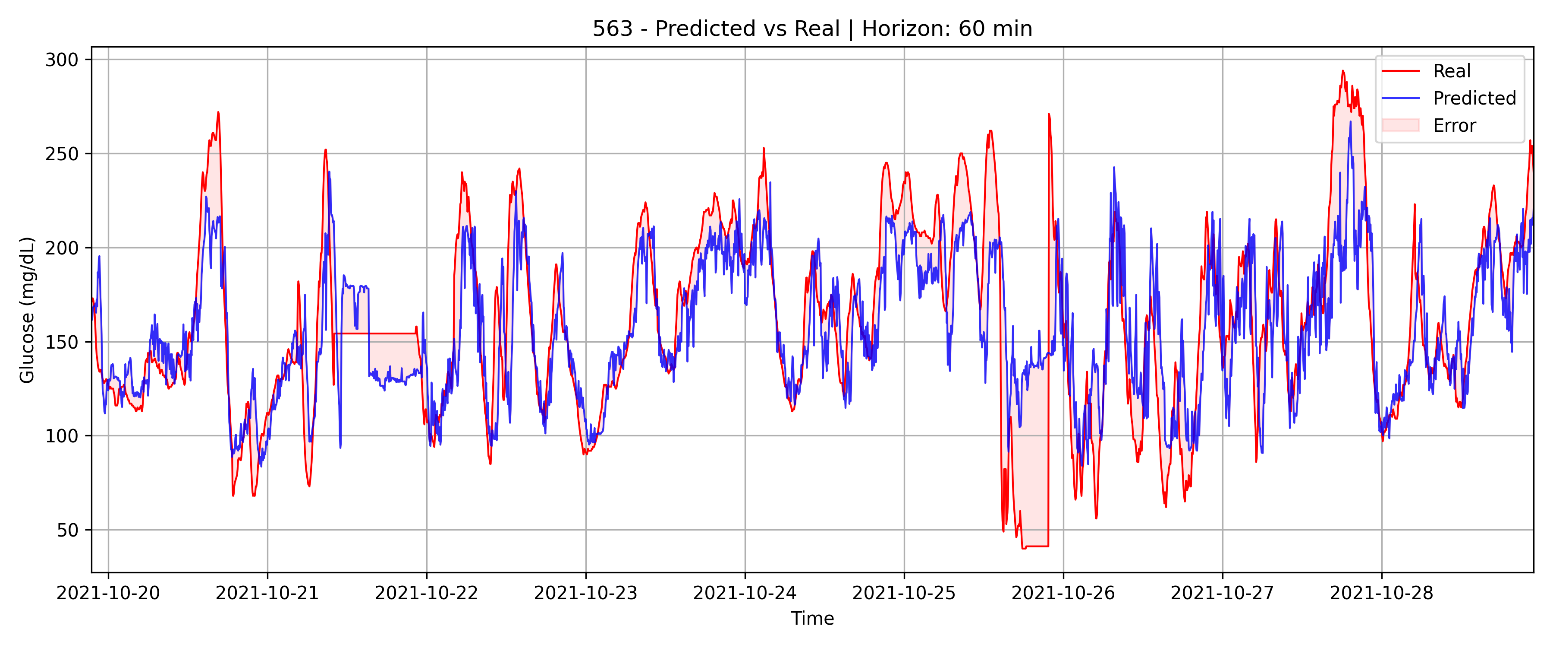 563 - Predicted vs Real | Horizon: 60 min
Glucose (mg/dL)
300
250
200
150
100
50
Real
Predicted
Error
2021-10-20
2021-10-21
2021-10-22
2021-10-23
2021-10-24
2021-10-25
2021-10-26
2021-10-27
2021-10-28
Time